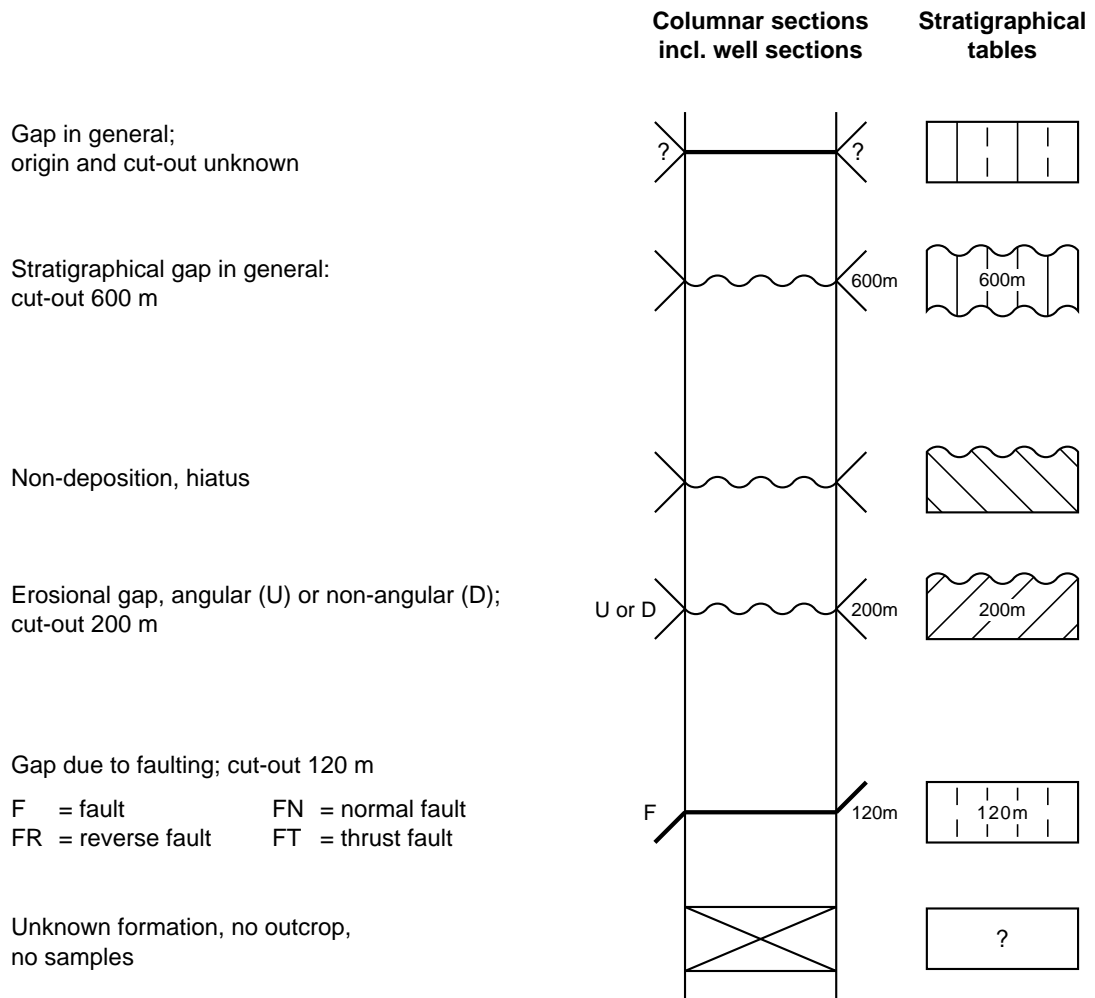 Columnar sections
incl. well sections
Stratigraphical
tables
Gap in general;
origin and cut-out unknown
? ?
Stratigraphical gap in general:
cut-out 600 m
600m 600m
Non-deposition, hiatus
Erosional gap, angular (U) or non-angular (D);
cut-out 200 m
U or D 200m 200m
Gap due to faulting; cut-out 120 m
F = fault FN = normal fault
FR = reverse fault FT = thrust fault
F 120m 120m
Unknown formation, no outcrop,
no samples
?